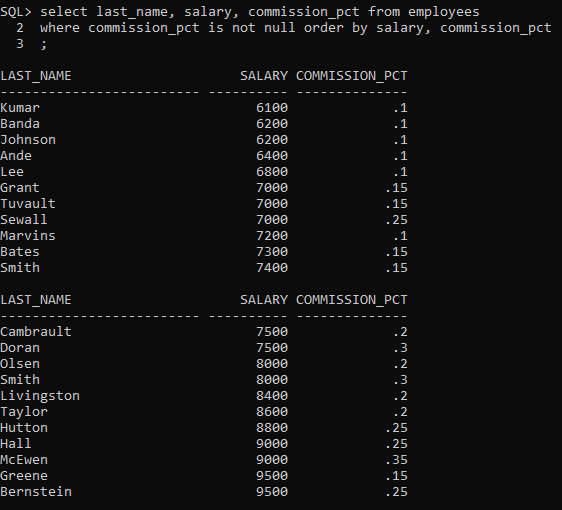 SQL> select last_name, salary, commission_pct from employees
  2  where commission_pct is not null order by salary, commission_pct
  3  ;
LAST_NAME                     SALARY COMMISSION_PCT
------------------------- ---------- --------------
Kumar                           6100             .1
Banda                           6200             .1
Johnson                         6200             .1
Ande                            6400             .1
Lee                             6800             .1
Grant                           7000            .15
Tuvault                         7000            .15
Sewall                          7000            .25
Marvins                         7200             .1
Bates                           7300            .15
Smith                           7400            .15
LAST_NAME                     SALARY COMMISSION_PCT
------------------------- ---------- --------------
Cambrault                       7500             .2
Doran                           7500             .3
Olsen                           8000             .2
Smith                           8000             .3
Livingston                      8400             .2
Taylor                          8600             .2
Hutton                          8800            .25
Hall                            9000            .25
McEwen                          9000            .35
Greene                          9500            .15
Bernstein                       9500            .25